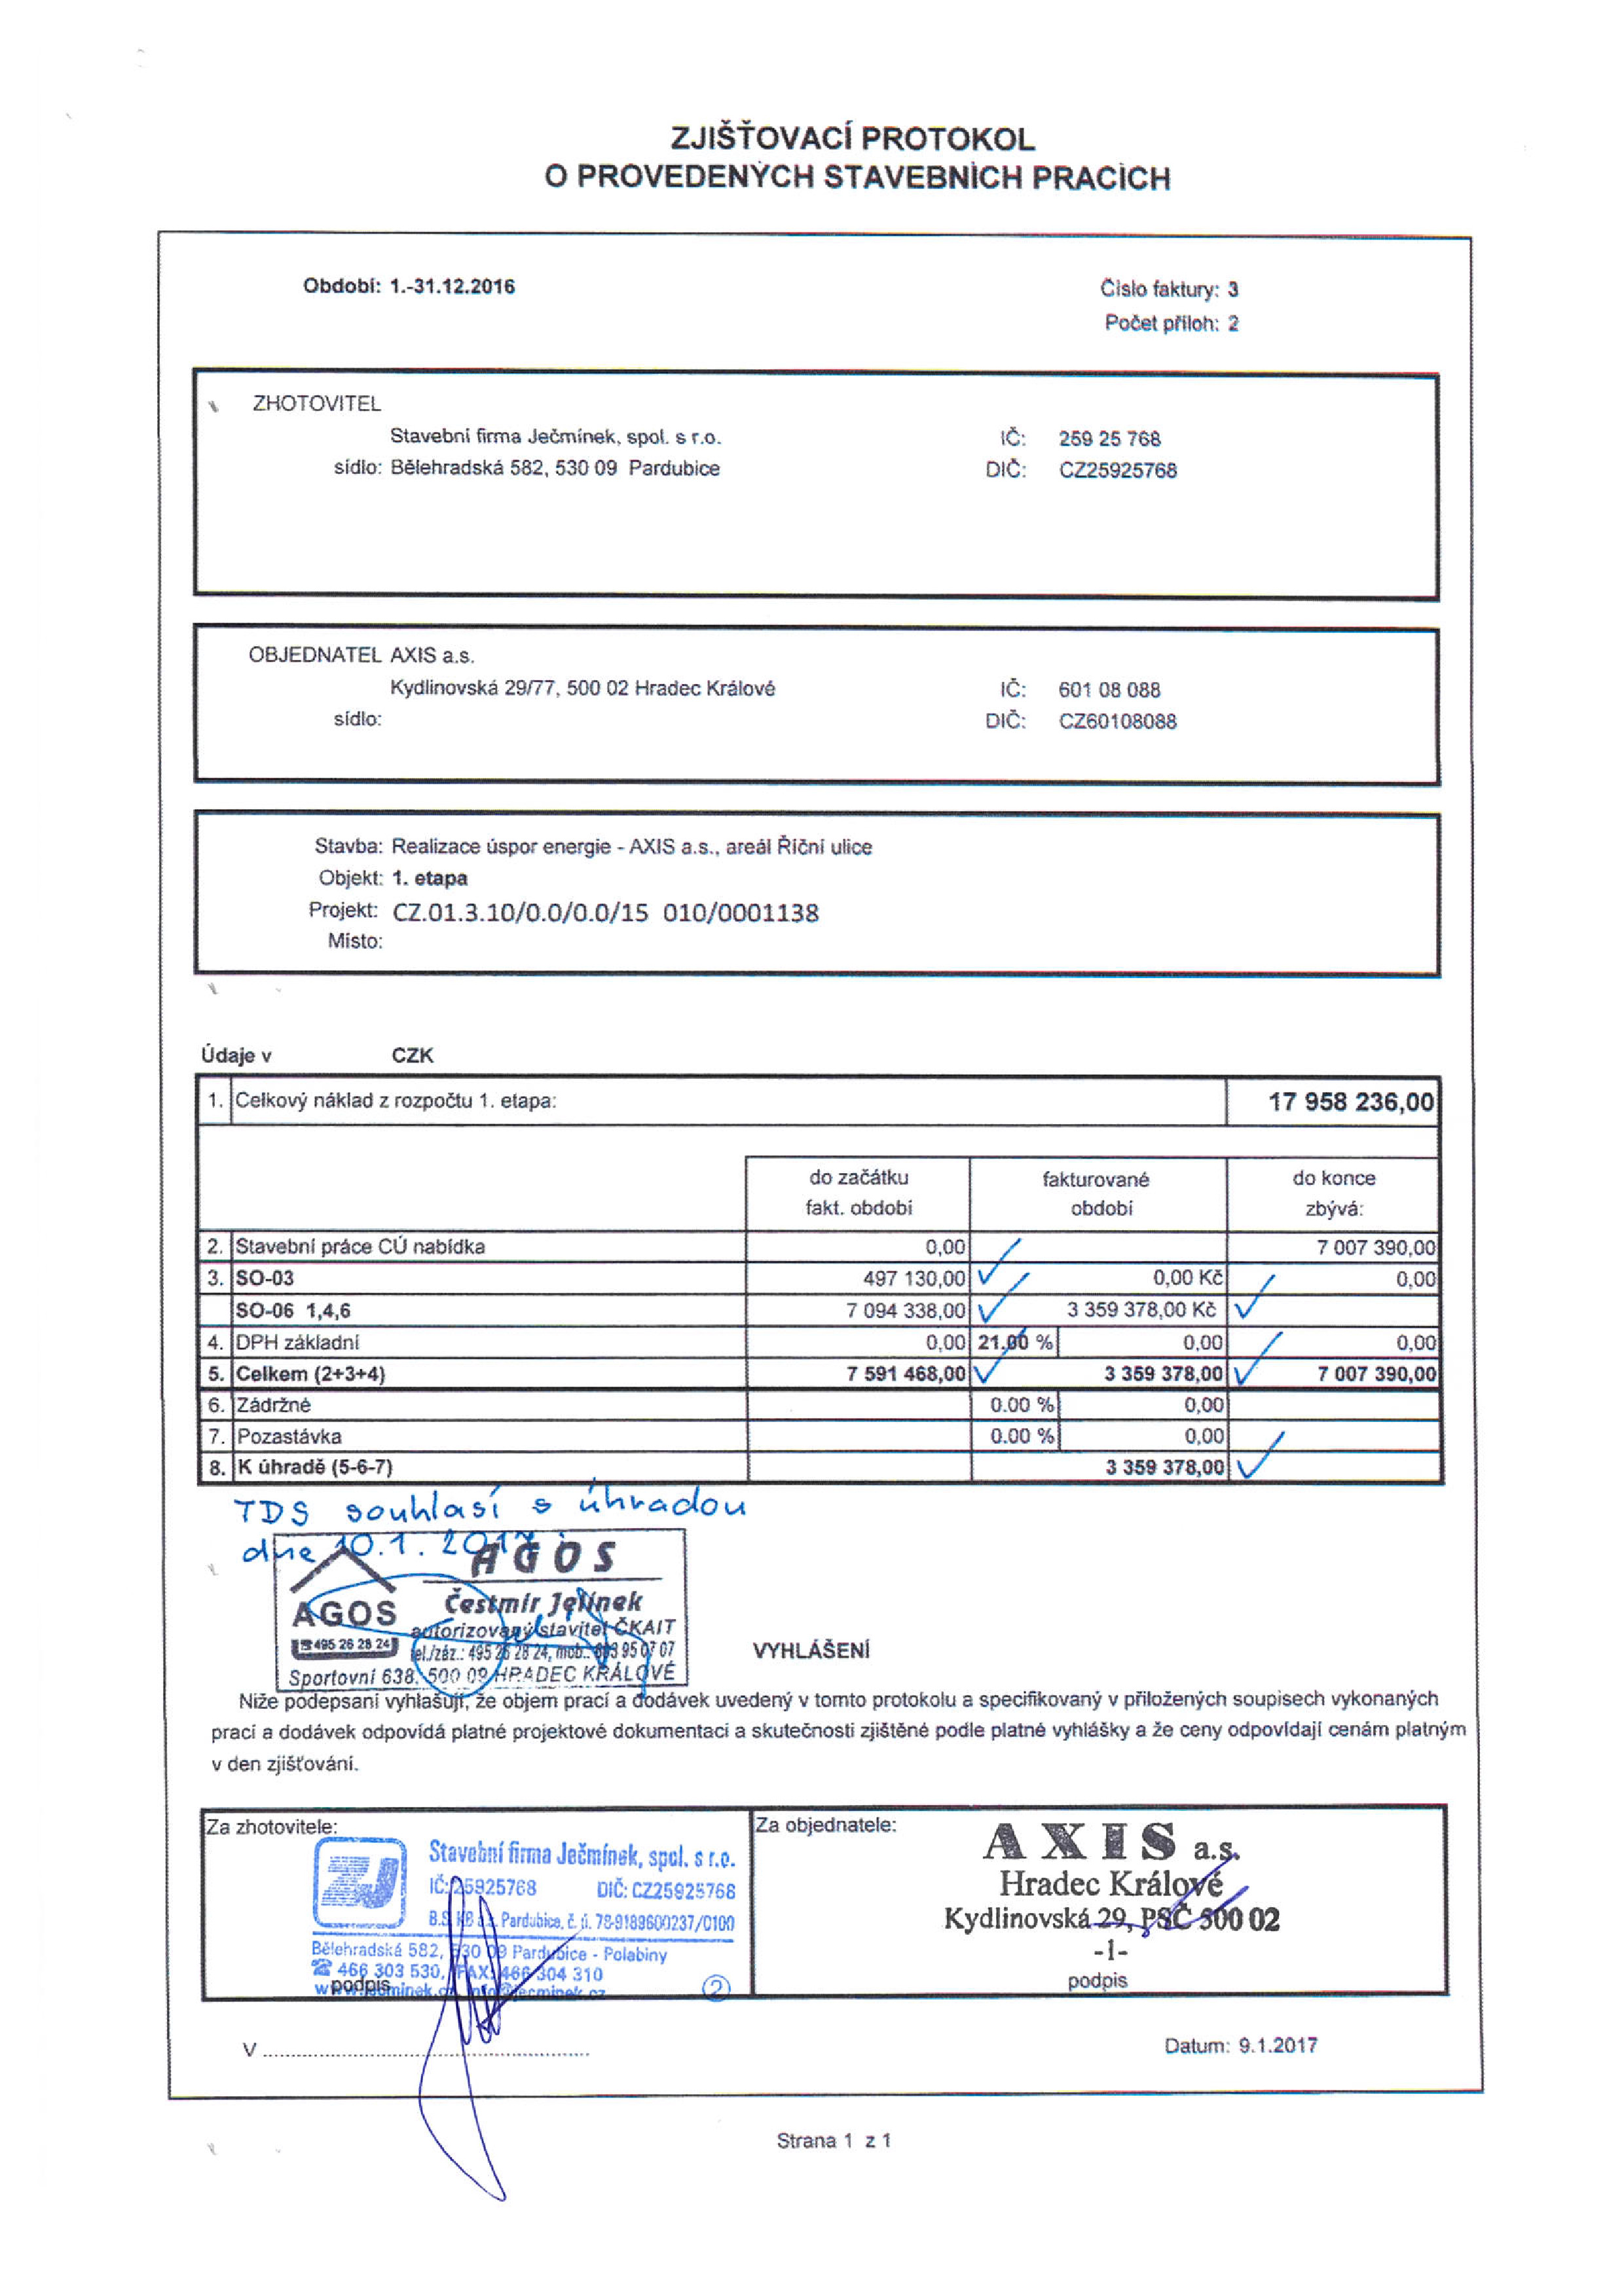 ZJIŠŤOVACÍ PROTOKOL
O PROVEDENÝCH STAVEBNÍCH PRACÍCH
Období: 1.-31.12.2016
Číslo faktury: 3
Počet příloh: 2
ZHOTOVITEL
Stavební firma Ječmínek, spol. s r.o.
IČ: 259 25 768
sídlo: Bělehradská 582, 530 09 Pardubice
DIČ: CZ25925768
OBJEDNATEL AXIS a.s.
Kydlinovská 29/77, 500 02 Hradec Králové
IČ: 601 08 088
sídlo:
DIČ: CZ60108088
Stavba: Realizace úspor energie - AXIS a.s., areál Říční ulice
Objekt: 1. etapa
Projekt: CZ.01.3.10/0.0/0.0/15 010/0001138
Místo:
Údaje v CZK
1. Celkový náklad z rozpočtu 1. etapa: 17 958 236,00
do začátku fakturované do konce
fakt. období období zbývá:
2. Stavební práce CÚ nabídka 0,00 7 007 390,00
3. SO-03 497 130,00 0,00 Kč 0,00
SO-06 1,4,6 7 094 338,00 3 359 378,00 Kč
4. DPH základní 0,00 21.00 % 0,00 0,00
5. Celkem (2+3+4) 7 591 468,00 3 359 378,00 7 007 390,00
6. Zádržné 0.00 % 0,00
7. Pozastávka 0.00 % 0,00
8. K úhradě (5-6-7) 3 359 378,00
TDS souhlasí s úhradou
dne 10.1.2017
AGOS
Čestmír Jelínek
AGOS
autorizovaný stavitel ČKAIT
495 26 28 24
tel./záz.: 495 26 28 24, mob.: 603 95 07 07
Sportovní 638, 500 09 HRADEC KRÁLOVÉ
VYHLÁŠENÍ
Níže podepsaní vyhlašují, že objem prací a dodávek uvedený v tomto protokolu a specifikovaný v přiložených soupisech vykonaných
prací a dodávek odpovídá platné projektové dokumentaci a skutečnosti zjištěné podle platné vyhlášky a že ceny odpovídají cenám platným
v den zjišťování.
Za zhotovitele:
Stavební firma Ječmínek, spol. s r.o.
IČ: 25925768 DIČ: CZ25925768
B.S. KB a.s. Pardubice, č. ú. 78-9189600237/0100
Bělehradská 582, 530 09 Pardubice - Polabiny
466 303 530, FAX: 466 304 310
www.jecminek.cz info@jecminek.cz
2
podpis
Za objednatele:
AXIS a.s.
Hradec Králové
Kydlinovská 29, PSČ 500 02
-1-
podpis
V
Datum: 9.1.2017
Strana 1 z 1